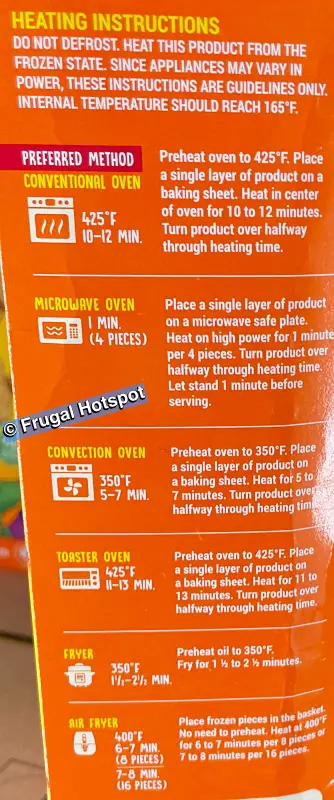 HEATING INSTRUCTIONS
DO NOT DEFROST. HEAT THIS PRODUCT FROM THE
FROZEN STATE. SINCE APPLIANCES MAY VARY IN
POWER, THESE INSTRUCTIONS ARE GUIDELINES ONLY.
INTERNAL TEMPERATURE SHOULD REACH 165°F.
PREFERRED METHOD
CONVENTIONAL OVEN
425°F
10-12 MIN.
Preheat oven to 425°F. Place
a single layer of product on a
baking sheet. Heat in center
of oven for 10 to 12 minutes.
Turn product over halfway
through heating time.
MICROWAVE OVEN
1 MIN.
(4 PIECES)
Place a single layer of product
on a microwave safe plate.
Heat on high power for 1 minute
per 4 pieces. Turn product over
halfway through heating time.
Let stand 1 minute before
serving.
© Frugal Hotspot
CONVECTION OVEN
350°F
5-7 MIN.
Preheat oven to 350°F. Place
a single layer of product on
a baking sheet. Heat for 5 to
7 minutes. Turn product over
halfway through heating time
TOASTER OVEN
425°F
11-13 MIN.
Preheat oven to 425°F. Place
a single layer of product on
a baking sheet. Heat for 11 to
13 minutes. Turn product over
halfway through heating time.
FRYER
350°F
1½-2½ MIN.
Preheat oil to 350°F.
Fry for 1 ½ to 2 ½ minutes.
AIR FRYER
400°F
6-7 MIN.
(8 PIECES)
7-8 MIN.
(16 PIECES)
Place frozen pieces in the basket.
No need to preheat. Heat at 400°F
for 6 to 7 minutes per 8 pieces or
7 to 8 minutes per 16 pieces.